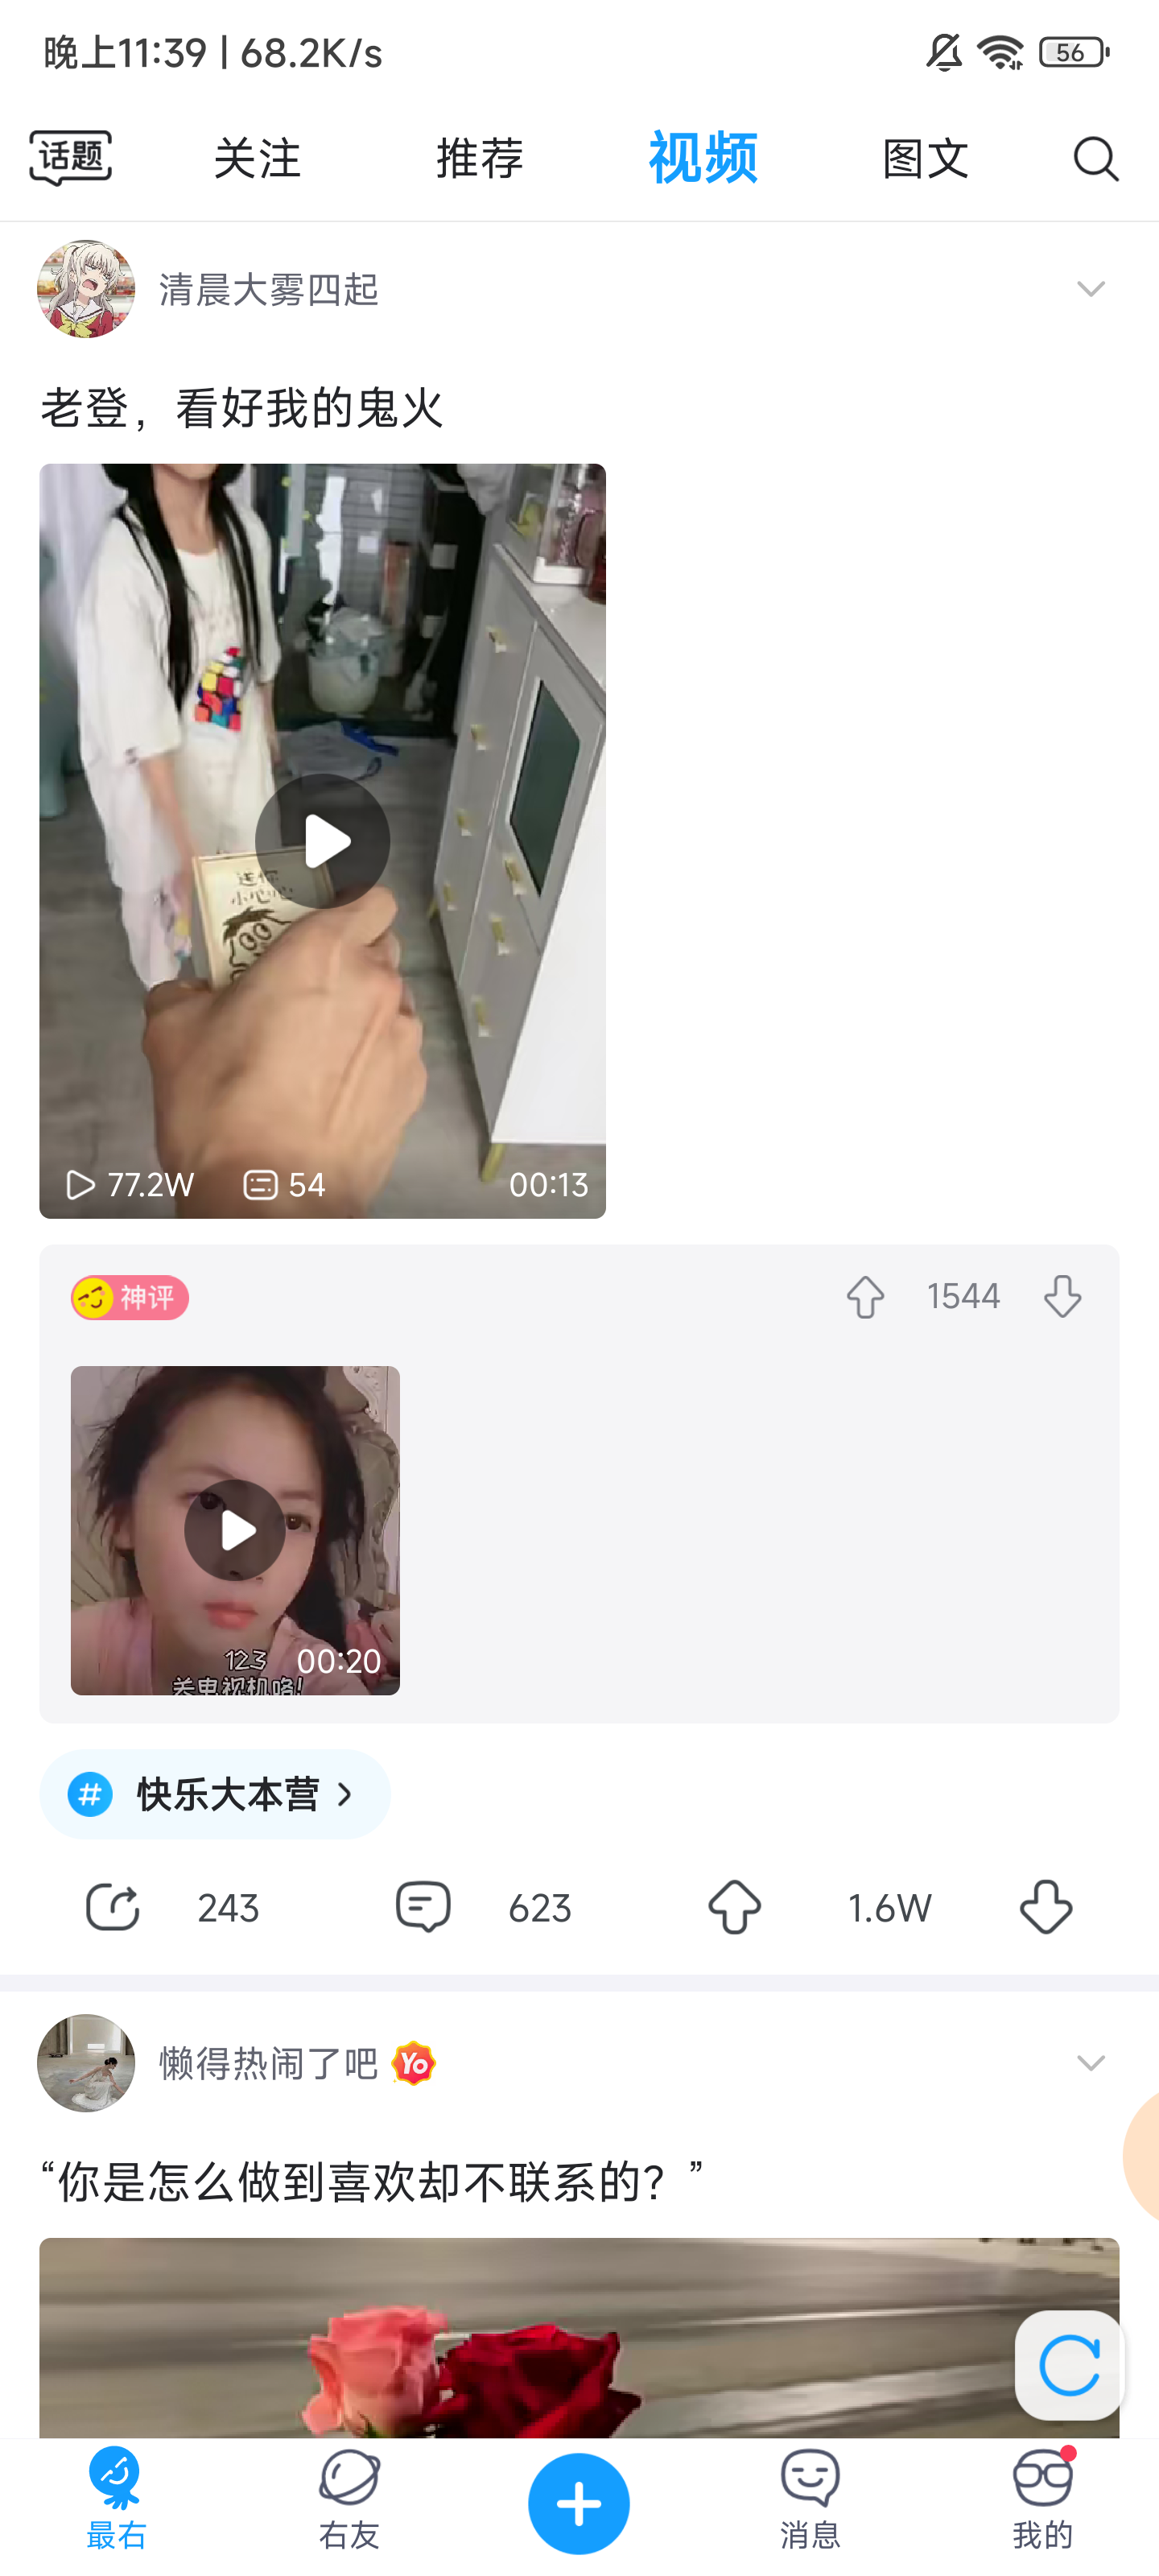 晚上11:39 | 68.2K/s
56
话题 关注 推荐 视频 图文
清晨大雾四起
老登，看好我的鬼火
送你
小心心
77.2W 54 00:13
神评 1544
123
00:20
关电视机咯!
# 快乐大本营 >
243 623 1.6W
懒得热闹了吧 Yo
“你是怎么做到喜欢却不联系的？”
最右 右友 消息 我的